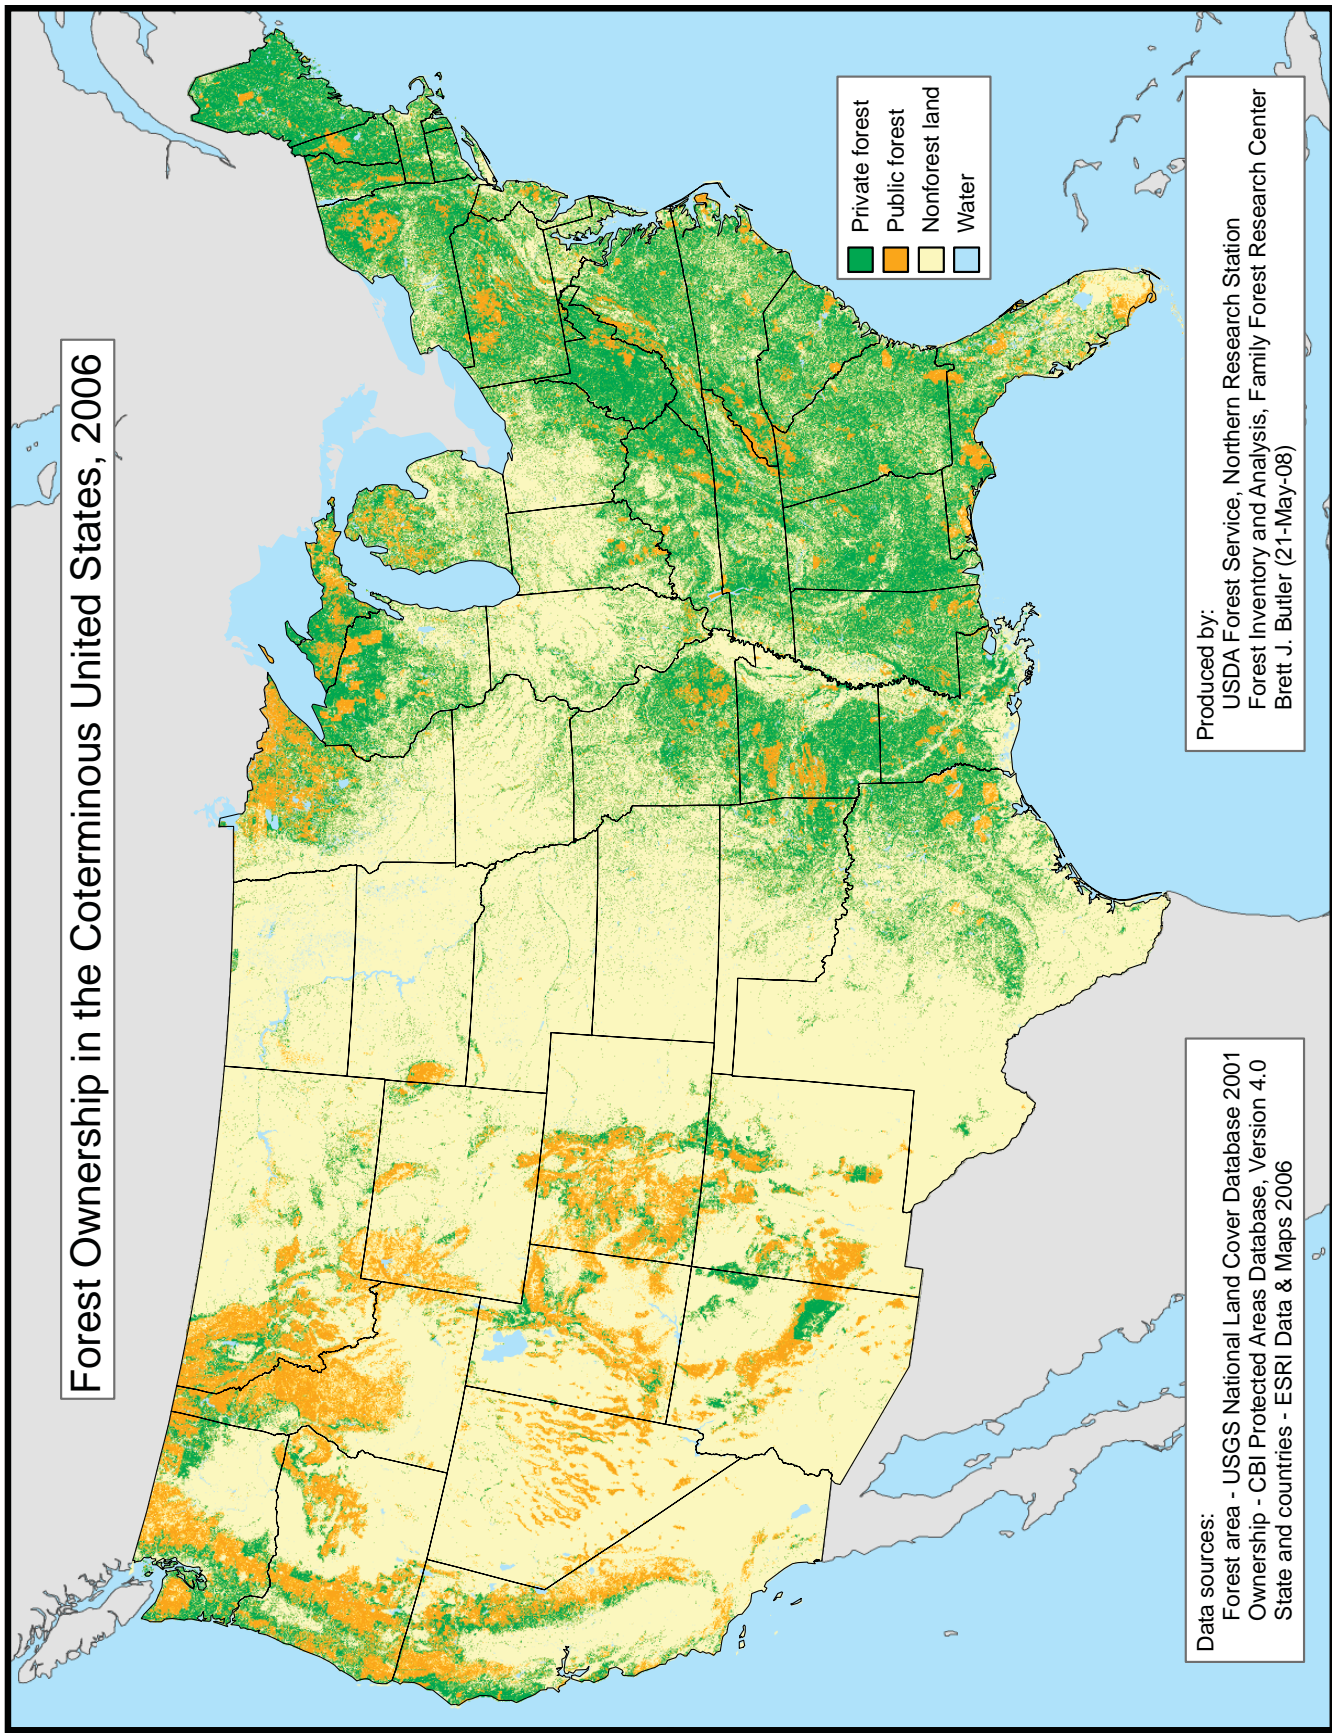 Forest Ownership in the Coterminous United States, 2006
Private forest
Public forest
Nonforest land
Water
Data sources:
Forest area - USGS National Land Cover Database 2001
Ownership - CBI Protected Areas Database, Version 4.0
State and countries - ESRI Data & Maps 2006
Produced by:
USDA Forest Service, Northern Research Station
Forest Inventory and Analysis, Family Forest Research Center
Brett J. Butler (21-May-08)